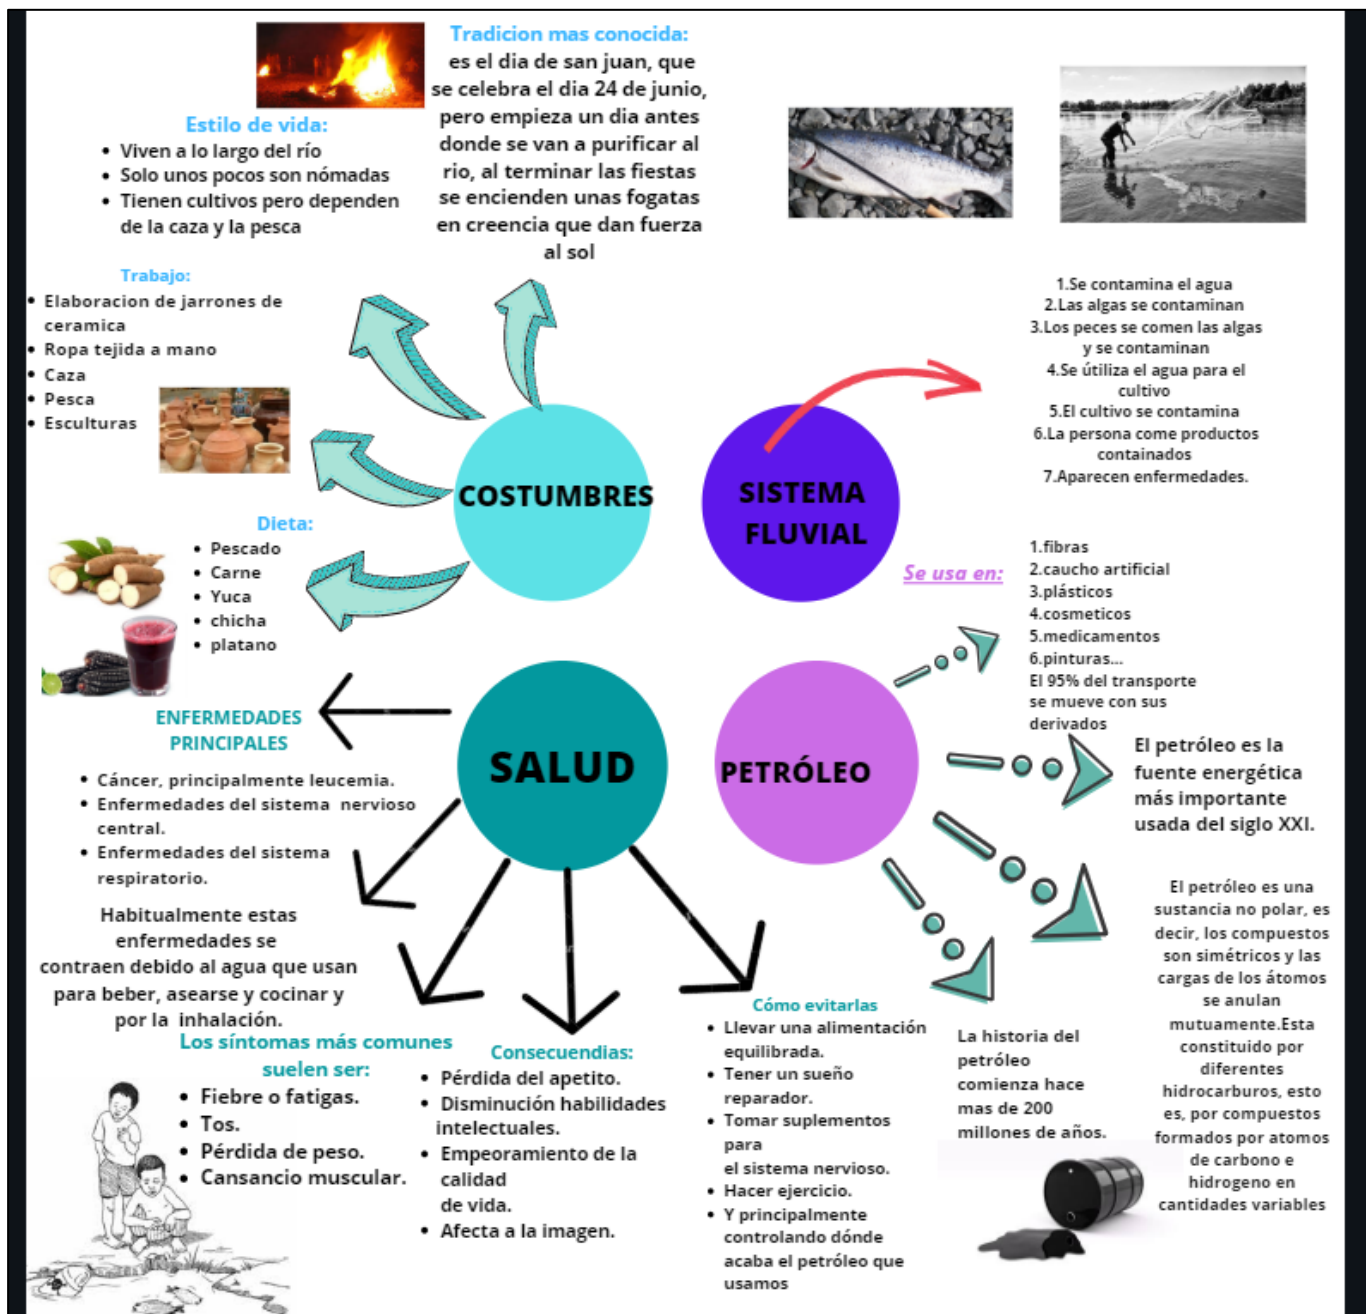 Tradicion mas conocida:
es el dia de san juan, que
se celebra el dia 24 de junio,
pero empieza un dia antes
donde se van a purificar al
rio, al terminar las fiestas
se encienden unas fogatas
en creencia que dan fuerza
al sol
Estilo de vida:
• Viven a lo largo del río
• Solo unos pocos son nómadas
• Tienen cultivos pero dependen
de la caza y la pesca
Trabajo:
• Elaboracion de jarrones de
ceramica
• Ropa tejida a mano
• Caza
• Pesca
• Esculturas
Dieta:
• Pescado
• Carne
• Yuca
• chicha
• platano
COSTUMBRES
SISTEMA
FLUVIAL
1.Se contamina el agua
2.Las algas se contaminan
3.Los peces se comen las algas
y se contaminan
4.Se útiliza el agua para el
cultivo
5.El cultivo se contamina
6.La persona come productos
containados
7.Aparecen enfermedades.
SALUD
ENFERMEDADES
PRINCIPALES
• Cáncer, principalmente leucemia.
• Enfermedades del sistema nervioso
central.
• Enfermedades del sistema
respiratorio.
Habitualmente estas
enfermedades se
contraen debido al agua que usan
para beber, asearse y cocinar y
por la inhalación.
Los síntomas más comunes
suelen ser:
• Fiebre o fatigas.
• Tos.
• Pérdida de peso.
• Cansancio muscular.
Consecuendias:
• Pérdida del apetito.
• Disminución habilidades
intelectuales.
• Empeoramiento de la
calidad
de vida.
• Afecta a la imagen.
Cómo evitarlas
• Llevar una alimentación
equilibrada.
• Tener un sueño
reparador.
• Tomar suplementos
para
el sistema nervioso.
• Hacer ejercicio.
• Y principalmente
controlando dónde
acaba el petróleo que
usamos
PETRÓLEO
Se usa en:
1.fibras
2.caucho artificial
3.plásticos
4.cosmeticos
5.medicamentos
6.pinturas...
El 95% del transporte
se mueve con sus
derivados
El petróleo es la
fuente energética
más importante
usada del siglo XXI.
El petróleo es una
sustancia no polar, es
decir, los compuestos
son simétricos y las
cargas de los átomos
se anulan
mutuamente.Esta
constituido por
diferentes
hidrocarburos, esto
es, por compuestos
formados por atomos
de carbono e
hidrogeno en
cantidades variables
La historia del
petróleo
comienza hace
mas de 200
millones de años.